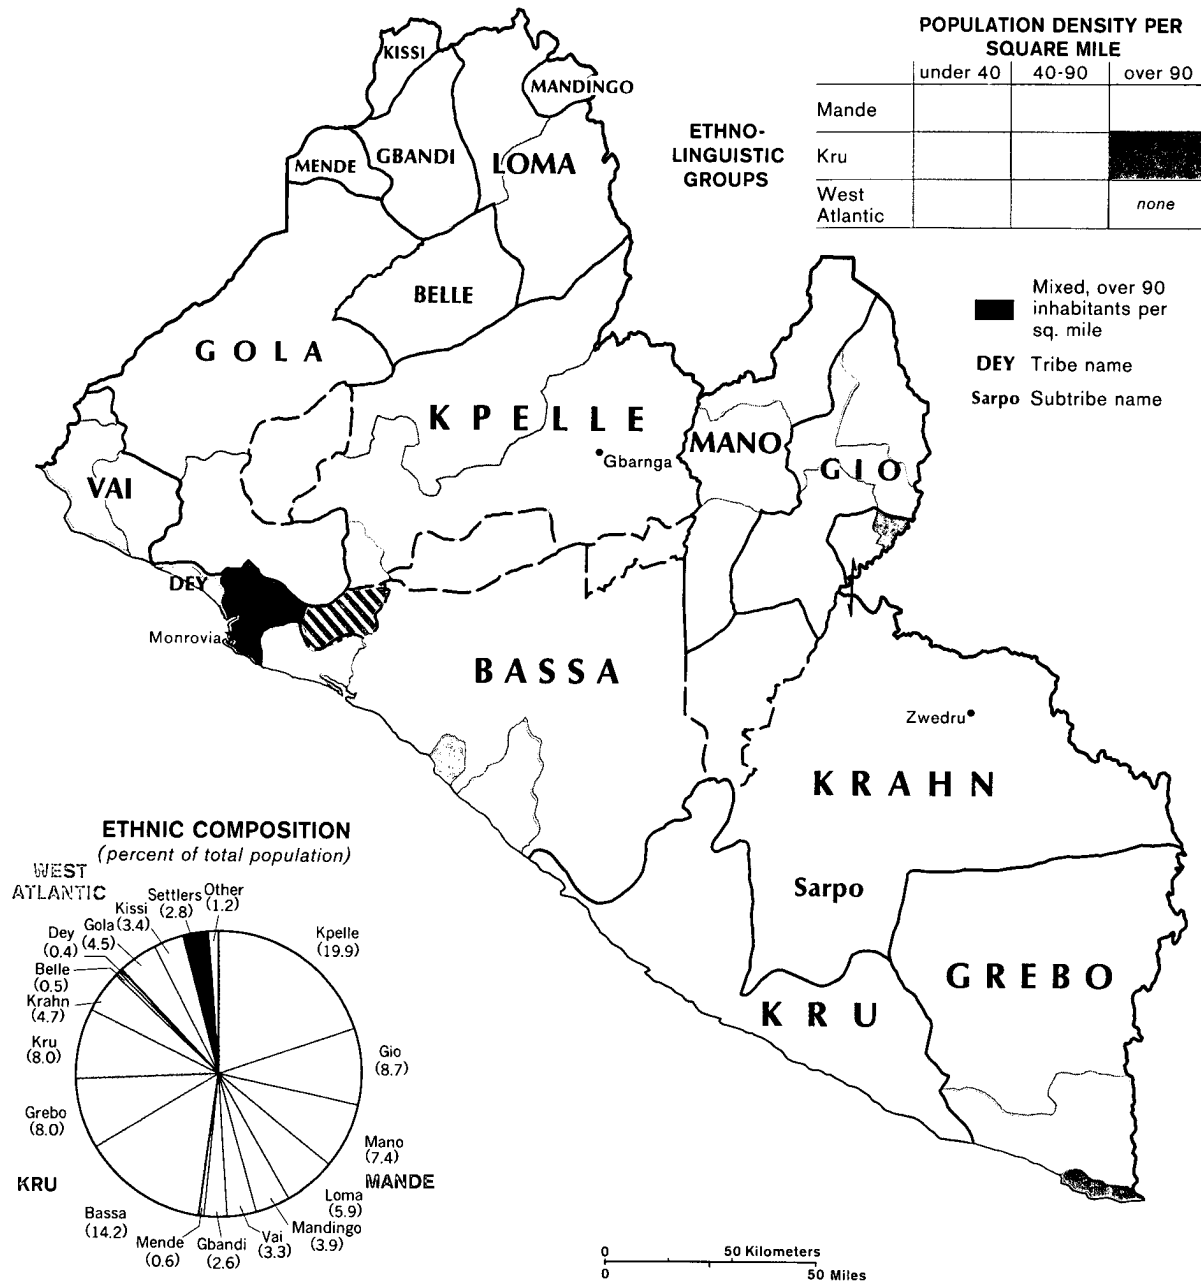 POPULATION DENSITY PER
SQUARE MILE
under 40 40-90 over 90
Mande
Kru
West
Atlantic
none
ETHNO-
LINGUISTIC
GROUPS
Mixed, over 90
inhabitants per
sq. mile
DEY Tribe name
Sarpo Subtribe name
KISSI
MANDINGO
GBANDI
LOMA
MENDE
BELLE
GOLA
KPELLE
MANO
Gbarnga
GIO
VAI
DEY
Monrovia
BASSA
Zwedru
KRAHN
Sarpo
GREBO
KRU
ETHNIC COMPOSITION
(percent of total population)
WEST
ATLANTIC
Settlers
(2.8)
Other
(1.2)
Kissi
(3.4)
Gola
(4.5)
Dey
(0.4)
Belle
(0.5)
Krahn
(4.7)
Kru
(8.0)
Grebo
(8.0)
KRU
Bassa
(14.2)
Mende
(0.6)
Gbandi
(2.6)
Vai
(3.3)
Mandingo
(3.9)
Loma
(5.9)
MANDE
Mano
(7.4)
Gio
(8.7)
Kpelle
(19.9)
0 50 Kilometers
0 50 Miles